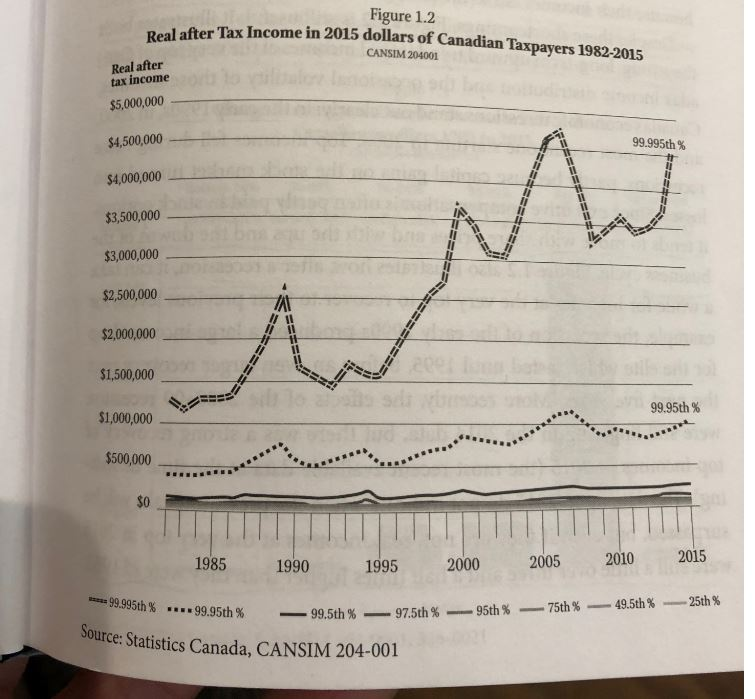 Figure 1.2
Real after Tax Income in 2015 dollars of Canadian Taxpayers 1982-2015
CANSIM 204001
Real after
tax income
$5,000,000
$4,500,000
99.995th %
$4,000,000
$3,500,000
$3,000,000
$2,500,000
$2,000,000
$1,500,000
99.95th %
$1,000,000
$500,000
$0
1985 1990 1995 2000 2005 2010 2015
99.995th % 99.95th % 99.5th % 97.5th % 95th % 75th % 49.5th % 25th %
Source: Statistics Canada, CANSIM 204-001